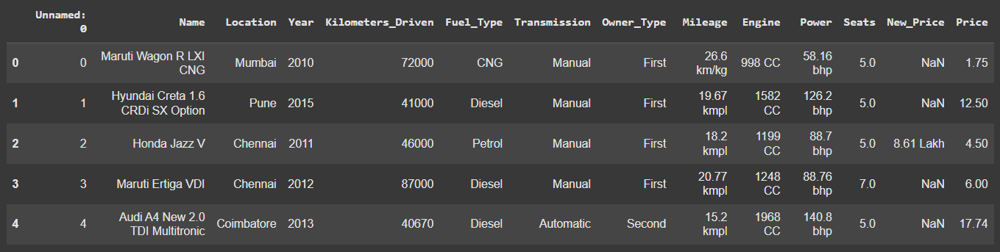 Unnamed: 0 Name Location Year Kilometers_Driven Fuel_Type Transmission Owner_Type Mileage Engine Power Seats New_Price Price
0 0 Maruti Wagon R LXI CNG Mumbai 2010 72000 CNG Manual First 26.6 km/kg 998 CC 58.16 bhp 5.0 NaN 1.75
1 1 Hyundai Creta 1.6 CRDi SX Option Pune 2015 41000 Diesel Manual First 19.67 kmpl 1582 CC 126.2 bhp 5.0 NaN 12.50
2 2 Honda Jazz V Chennai 2011 46000 Petrol Manual First 18.2 kmpl 1199 CC 88.7 bhp 5.0 8.61 Lakh 4.50
3 3 Maruti Ertiga VDI Chennai 2012 87000 Diesel Manual First 20.77 kmpl 1248 CC 88.76 bhp 7.0 NaN 6.00
4 4 Audi A4 New 2.0 TDI Multitronic Coimbatore 2013 40670 Diesel Automatic Second 15.2 kmpl 1968 CC 140.8 bhp 5.0 NaN 17.74